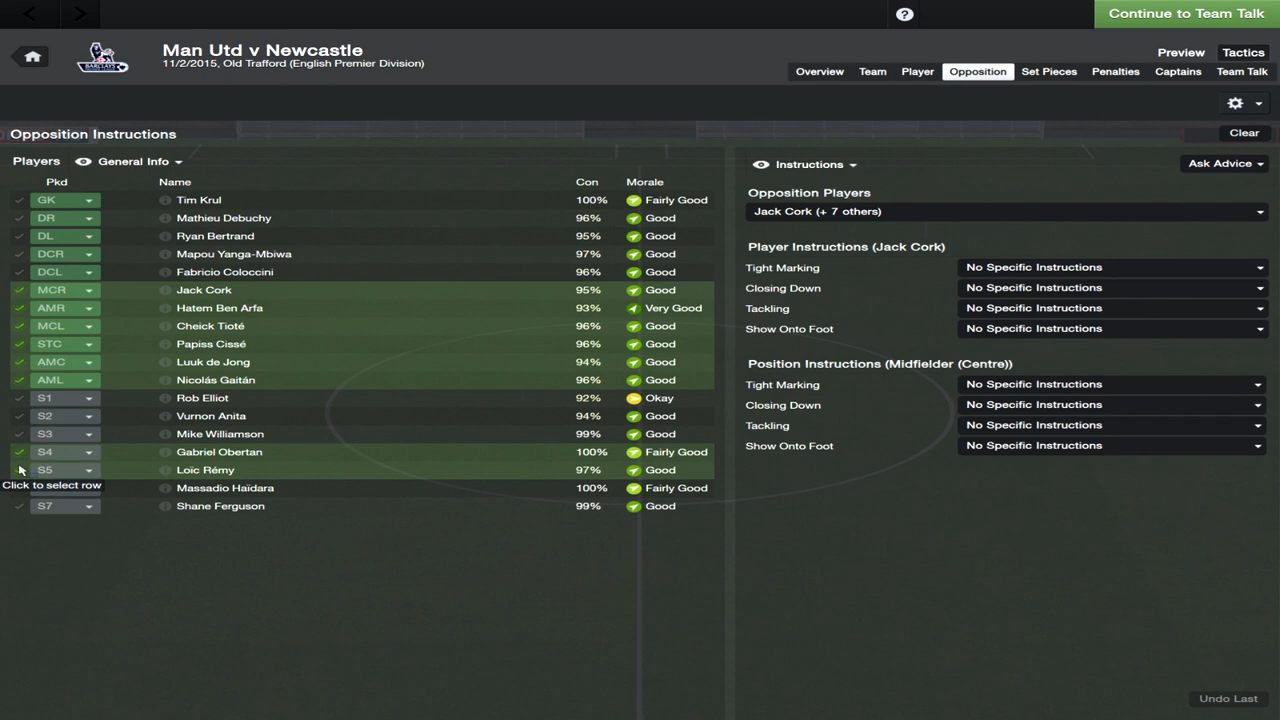 Continue to Team Talk
Man Utd v Newcastle
11/2/2015, Old Trafford (English Premier Division)
BARCLAYS
Preview Tactics
Overview Team Player Opposition Set Pieces Penalties Captains Team Talk
Opposition Instructions
Clear
Players General Info
Instructions
Ask Advice
Pkd Name Con Morale
GK Tim Krul 100% Fairly Good
DR Mathieu Debuchy 96% Good
DL Ryan Bertrand 95% Good
DCR Mapou Yanga-Mbiwa 97% Good
DCL Fabricio Coloccini 96% Good
MCR Jack Cork 95% Good
AMR Hatem Ben Arfa 93% Very Good
MCL Cheick Tioté 96% Good
STC Papiss Cissé 96% Good
AMC Luuk de Jong 94% Good
AML Nicolás Gaitán 96% Good
S1 Rob Elliot 92% Okay
S2 Vurnon Anita 94% Good
S3 Mike Williamson 99% Good
S4 Gabriel Obertan 100% Fairly Good
S5 Loïc Rémy 97% Good
Click to select row
Massadio Haïdara 100% Fairly Good
S7 Shane Ferguson 99% Good
Opposition Players
Jack Cork (+ 7 others)
Player Instructions (Jack Cork)
Tight Marking No Specific Instructions
Closing Down No Specific Instructions
Tackling No Specific Instructions
Show Onto Foot No Specific Instructions
Position Instructions (Midfielder (Centre))
Tight Marking No Specific Instructions
Closing Down No Specific Instructions
Tackling No Specific Instructions
Show Onto Foot No Specific Instructions
Undo Last